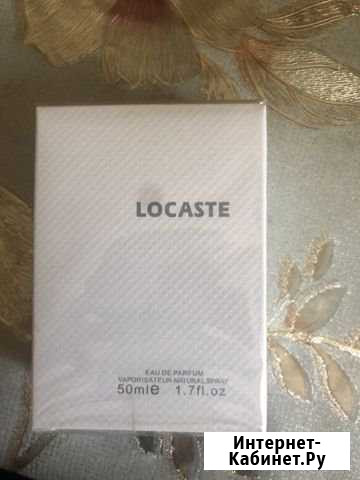 LOCASTE
EAU DE PARFUM
VAPORISATEUR NATURAL SPRAY
50ml℮ 1.7fl.oz
Интернет-
Кабинет.Ру